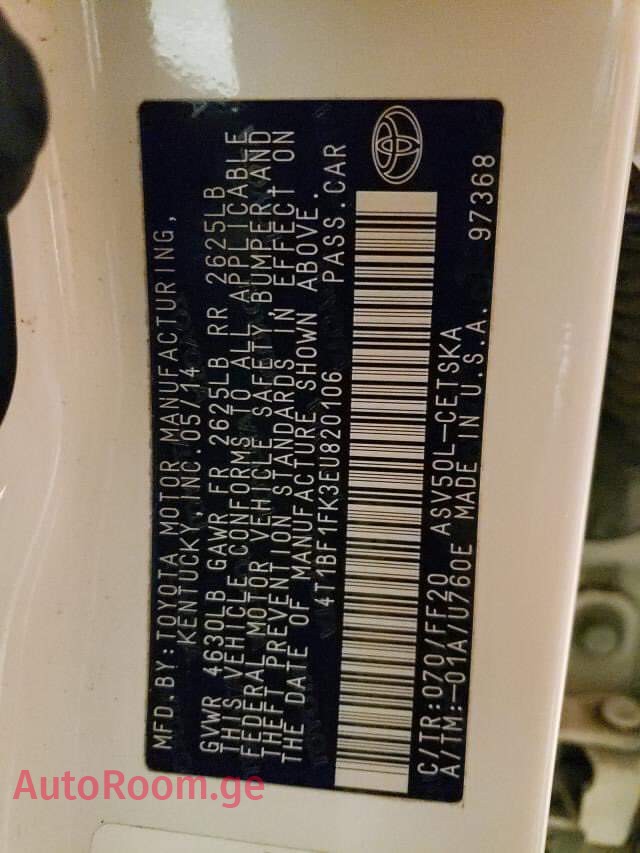 MFD.BY:TOYOTA MOTOR MANUFACTURING,
KENTUCKY, INC.05/14
GVWR 4630LB GAWR FR 2625LB RR 2625LB
THIS VEHICLE CONFORMS TO ALL APPLICABLE
FEDERAL MOTOR VEHICLE SAFETY BUMPER,AND
THEFT PREVENTION STANDARDS IN EFFECT ON
THE DATE OF MANUFACTURE SHOWN ABOVE.
4T1BF1FK3EU820106 PASS.CAR
C/TR:070/FF20 ASV50L-CETSKA
A/TM:-01A/U760E MADE IN U.S.A. 97368
AutoRoom.ge